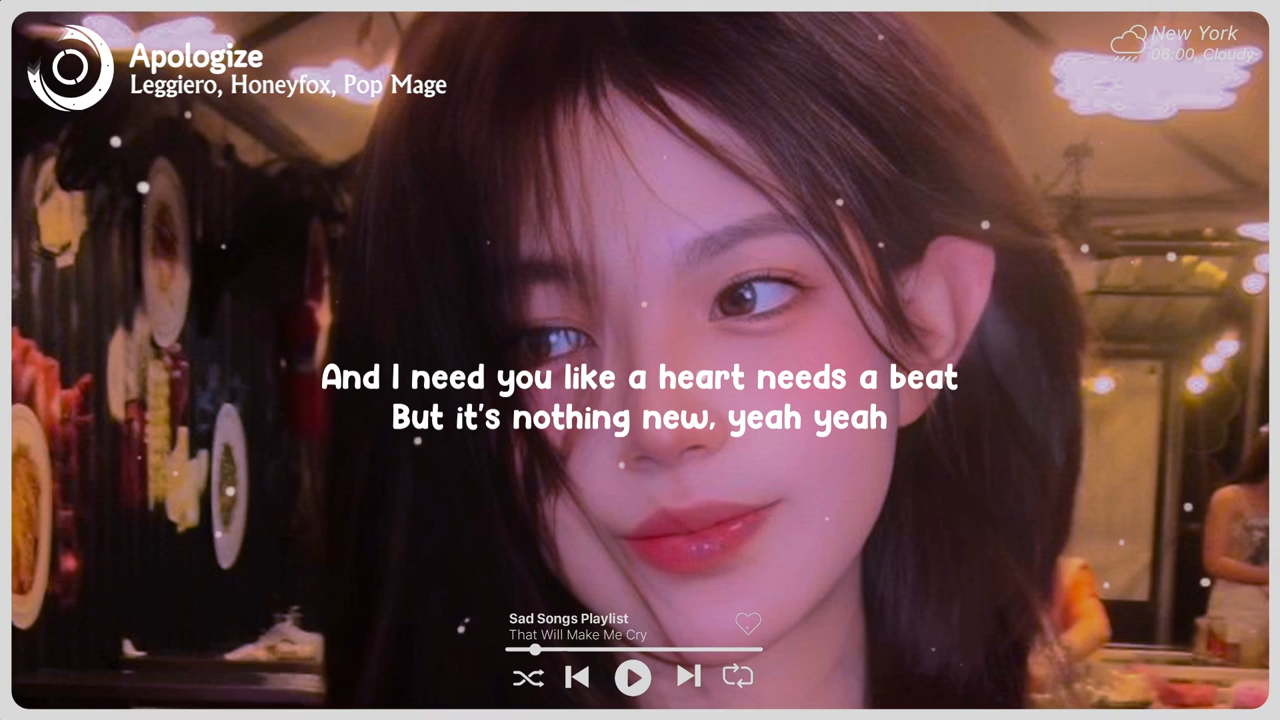 Apologize
Leggiero, Honeyfox, Pop Mage
New York
06:00, Cloudy
And I need you like a heart needs a beat
But it's nothing new, yeah yeah
Sad Songs Playlist
That Will Make Me Cry